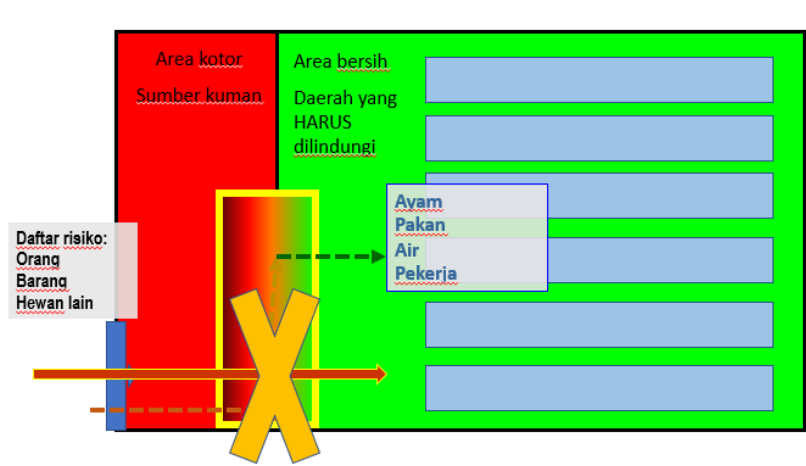 Area kotor
Sumber kuman
Area bersih
Daerah yang
HARUS
dilindungi
Daftar risiko:
Orang
Barang
Hewan lain
Ayam
Pakan
Air
Pekerja